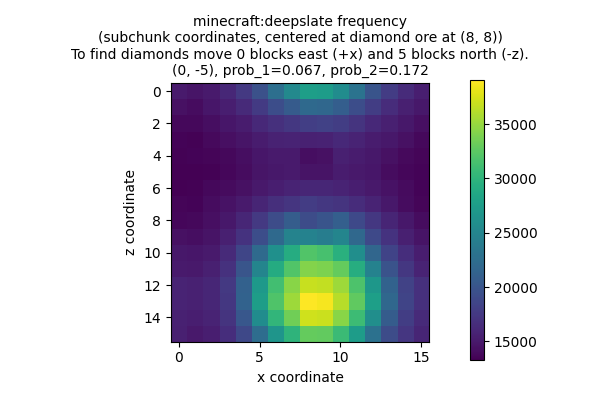 minecraft:deepslate frequency
(subchunk coordinates, centered at diamond ore at (8, 8))
To find diamonds move 0 blocks east (+x) and 5 blocks north (-z).
(0, -5), prob_1=0.067, prob_2=0.172
0
2
4
6
8
10
12
14
z coordinate
0
5
10
15
x coordinate
35000
30000
25000
20000
15000